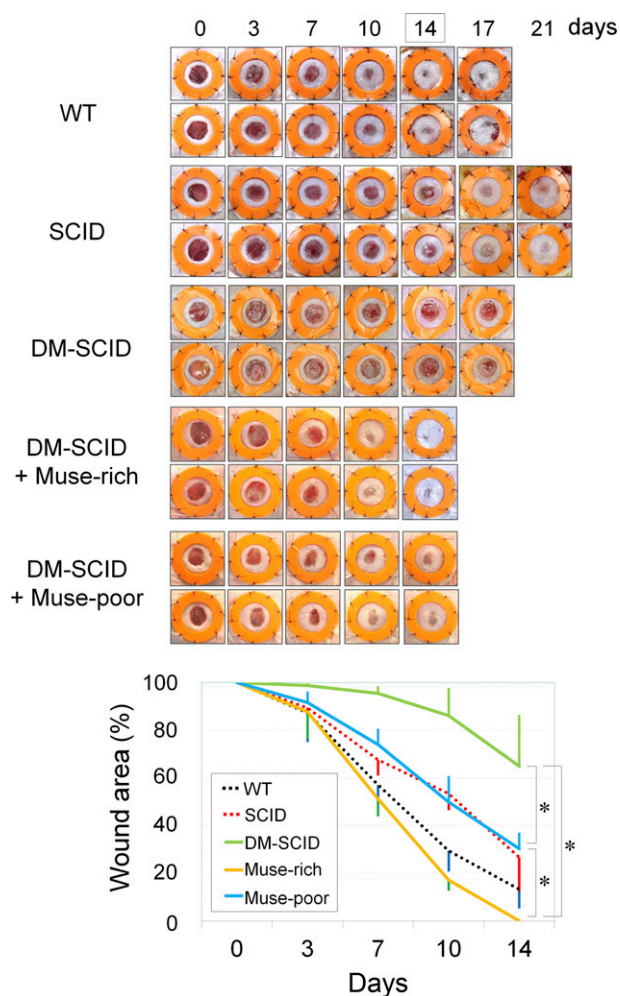 0 3 7 10 14 17 21 days
WT
SCID
DM-SCID
DM-SCID
+ Muse-rich
DM-SCID
+ Muse-poor
Wound area (%)
100
80
60
40
20
0
WT
SCID
DM-SCID
Muse-rich
Muse-poor
*
*
*
0 3 7 10 14
Days